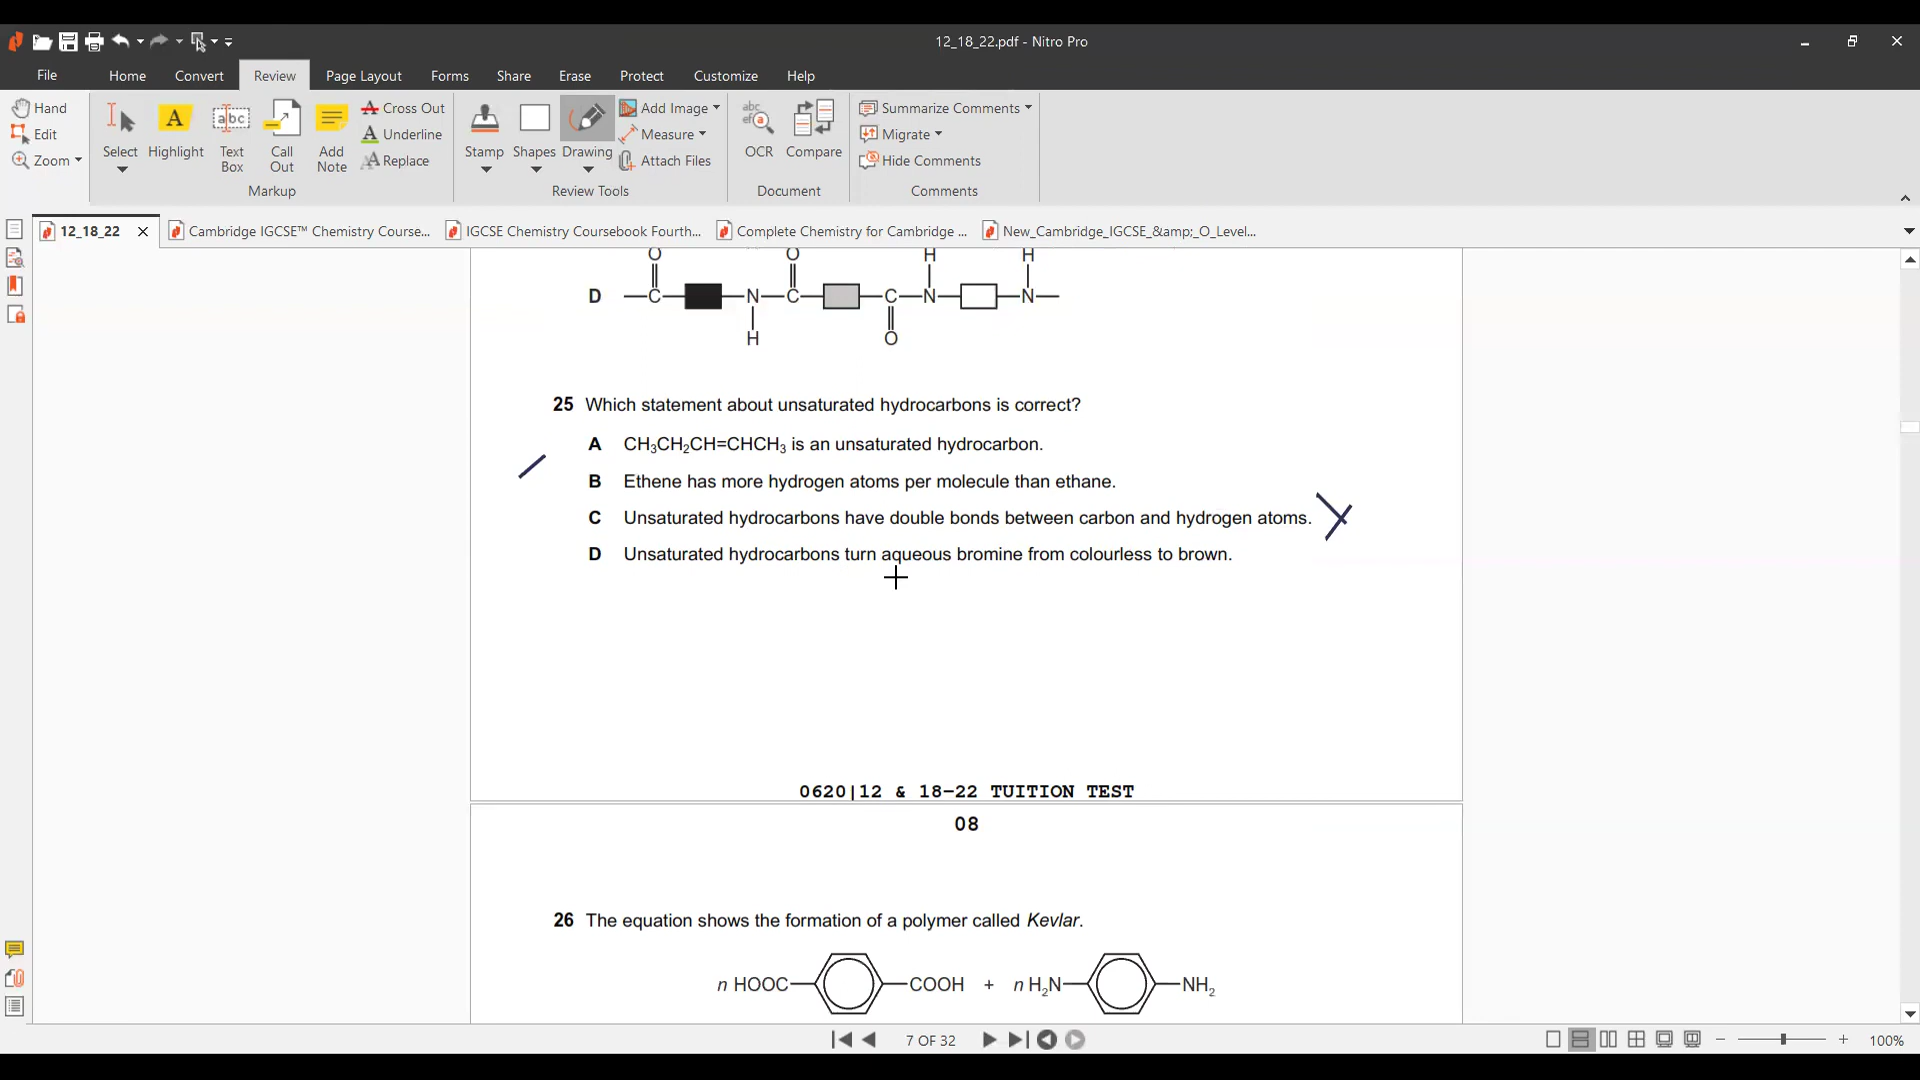 12_18_22.pdf - Nitro Pro
File Home Convert Review Page Layout Forms Share Erase Protect Customize Help
Hand
Edit
Zoom
Select
Highlight
Text Box
Call Out
Add Note
Cross Out
Underline
Replace
Markup
Stamp
Shapes
Drawing
Add Image
Measure
Attach Files
Review Tools
OCR
Compare
Document
Summarize Comments
Migrate
Hide Comments
Comments
12_18_22 Cambridge IGCSE™ Chemistry Course... IGCSE Chemistry Coursebook Fourth... Complete Chemistry for Cambridge ... New_Cambridge_IGCSE_&amp;_O_Level...
O O H H
D C N C C N N
H O
25 Which statement about unsaturated hydrocarbons is correct?
A CH₃CH₂CH=CHCH₃ is an unsaturated hydrocarbon.
B Ethene has more hydrogen atoms per molecule than ethane.
C Unsaturated hydrocarbons have double bonds between carbon and hydrogen atoms.
D Unsaturated hydrocarbons turn aqueous bromine from colourless to brown.
0620|12 & 18-22 TUITION TEST
08
26 The equation shows the formation of a polymer called Kevlar.
n HOOC COOH + n H₂N NH₂
7 OF 32
100%